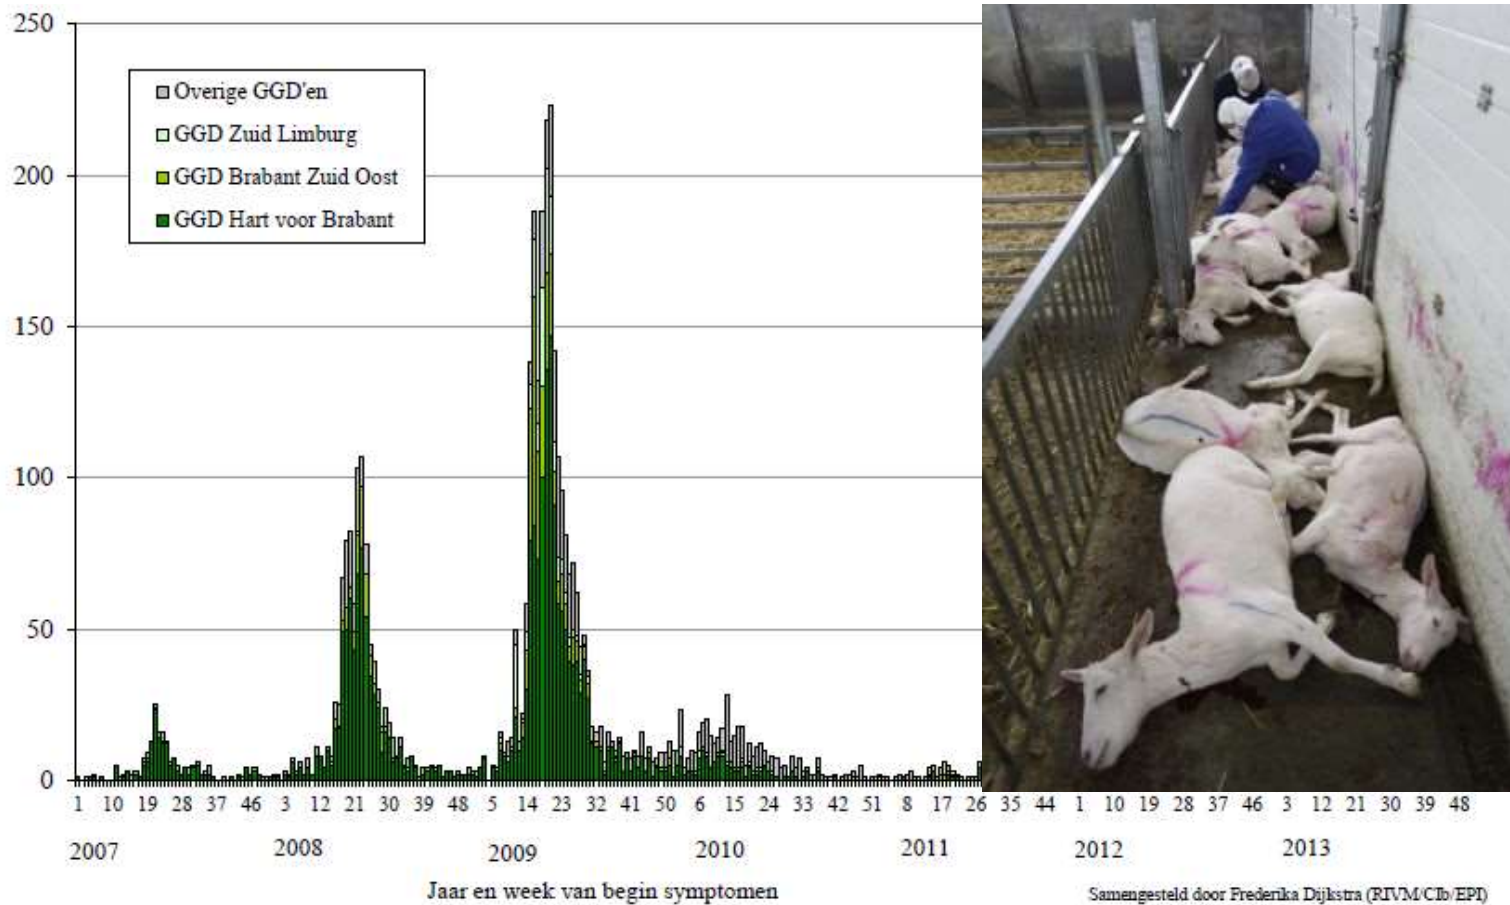 250
200
150
100
50
0
Overige GGD'en
GGD Zuid Limburg
GGD Brabant Zuid Oost
GGD Hart voor Brabant
1 10 19 28 37 46 3 12 21 30 39 48 5 14 23 32 41 50 6 15 24 33 42 51 8 17 26 35 44 1 10 19 28 37 46 3 12 21 30 39 48
2007 2008 2009 2010 2011 2012 2013
Jaar en week van begin symptomen
Samengesteld door Frederika Dijkstra (RIVM/CIb/EPI)